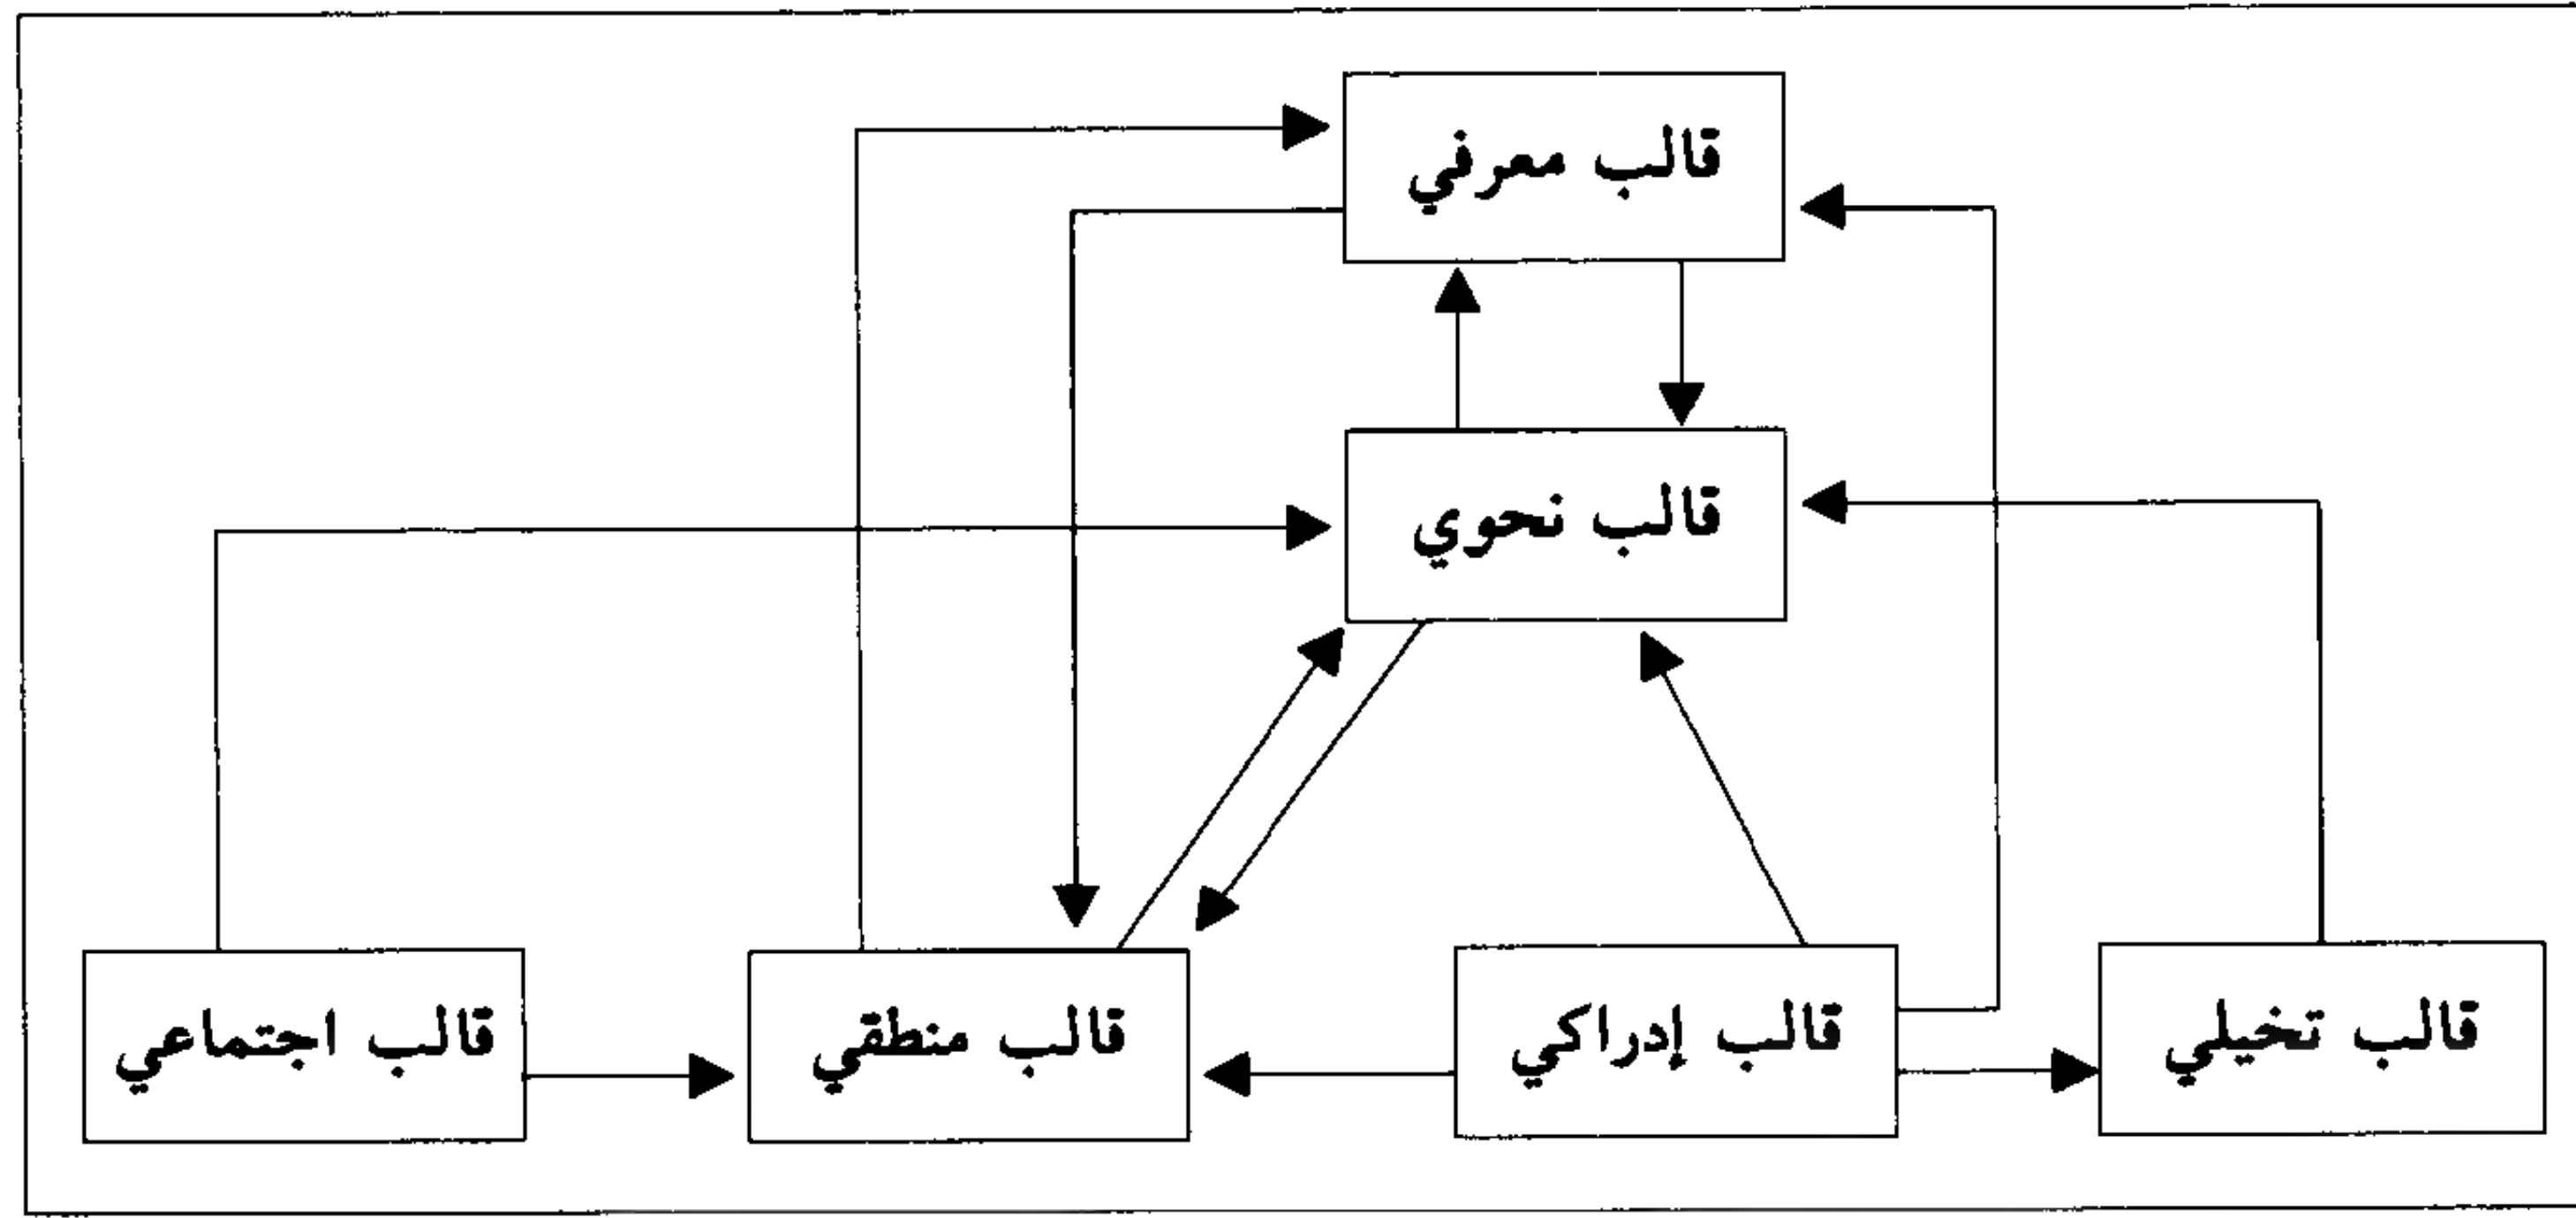 قالب معرفي
قالب نحوي
قالب تخيلي
قالب إدراكي
قالب منطقي
قالب اجتماعي